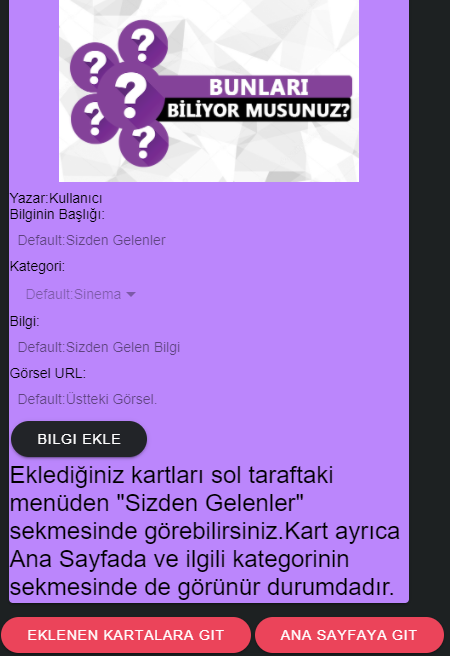 BUNLARI
BİLİYOR MUSUNUZ?
Yazar:Kullanıcı
Bilginin Başlığı:
Default:Sizden Gelenler
Kategori:
Default:Sinema
Bilgi:
Default:Sizden Gelen Bilgi
Görsel URL:
Default:Üstteki Görsel.
BILGI EKLE
Eklediğiniz kartları sol taraftaki
menüden "Sizden Gelenler"
sekmesinde görebilirsiniz.Kart ayrıca
Ana Sayfada ve ilgili kategorinin
sekmesinde de görünür durumdadır.
EKLENEN KARTALARA GIT
ANA SAYFAYA GIT